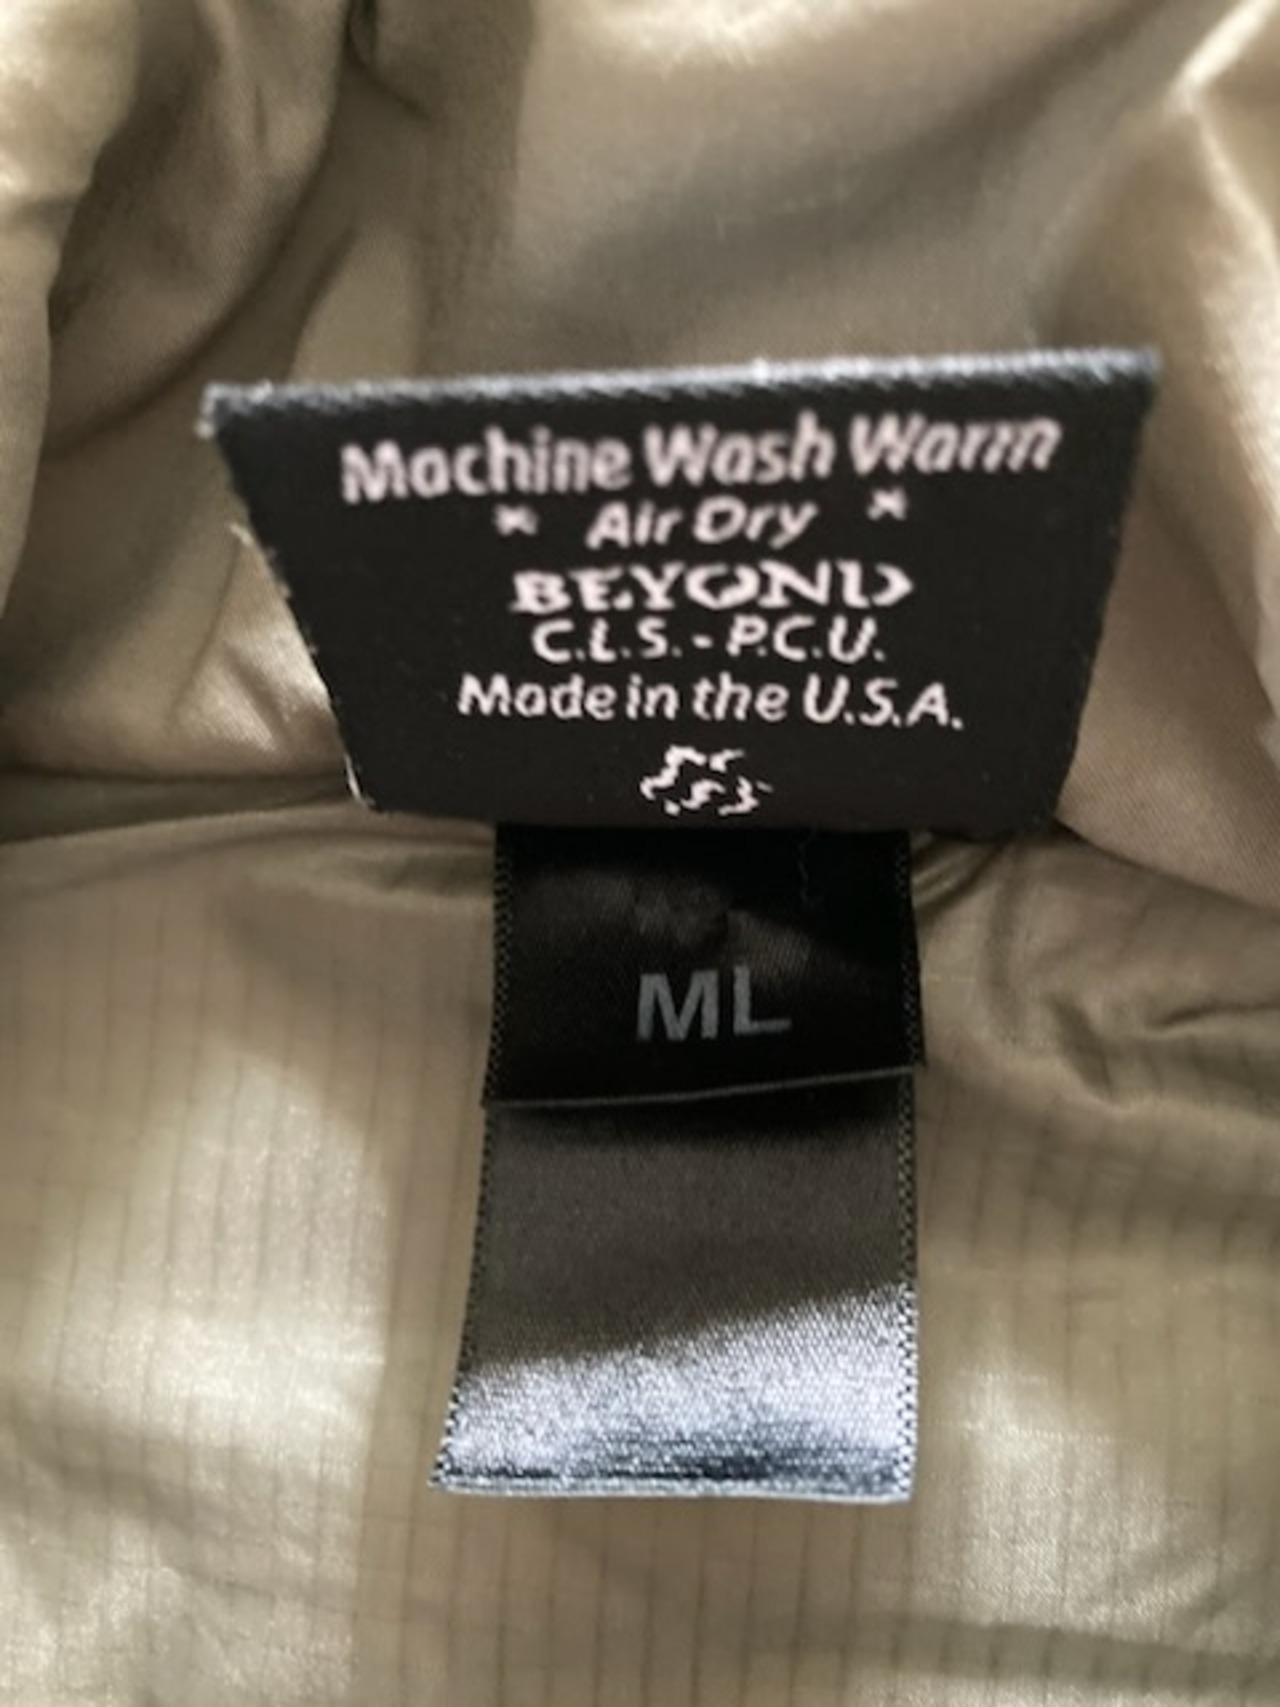 Machine Wash Warm
* Air Dry *
BEYOND
C.L.S. - P.C.U.
Made in the U.S.A.
ML